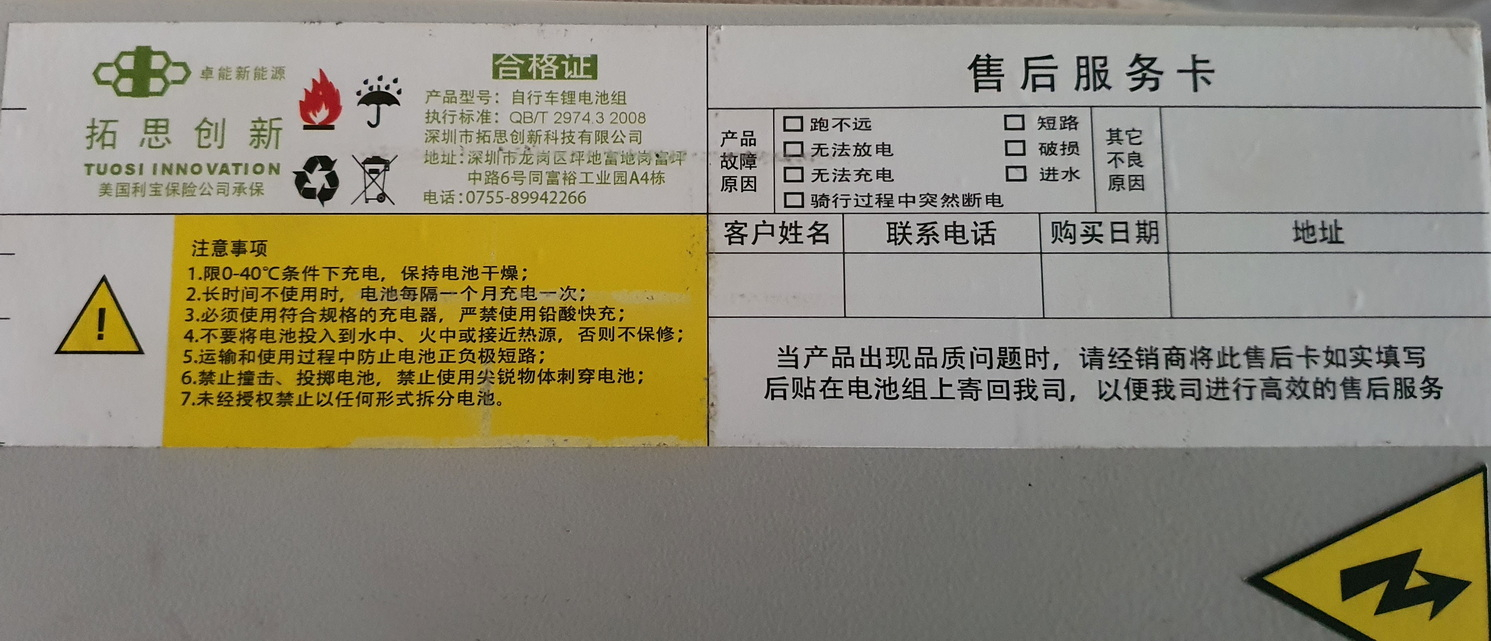 卓能新能源
拓思创新
TUOSI INNOVATION
美国利宝保险公司承保
合格证
产品型号：自行车锂电池组
执行标准：QB/T 2974.3 2008
深圳市拓思创新科技有限公司
地址：深圳市龙岗区坪地富地岗富坪
中路6号同富裕工业园A4栋
电话：0755-89942266
注意事项
1.限0-40℃条件下充电，保持电池干燥；
2.长时间不使用时，电池每隔一个月充电一次；
3.必须使用符合规格的充电器，严禁使用铅酸快充；
4.不要将电池投入到水中、火中或接近热源，否则不保修；
5.运输和使用过程中防止电池正负极短路；
6.禁止撞击、投掷电池，禁止使用尖锐物体刺穿电池；
7.未经授权禁止以任何形式拆分电池。
售后服务卡
产品
故障
原因
跑不远
无法放电
无法充电
骑行过程中突然断电
短路
破损
进水
其它
不良
原因
客户姓名 联系电话 购买日期 地址
当产品出现品质问题时，请经销商将此售后卡如实填写
后贴在电池组上寄回我司，以便我司进行高效的售后服务